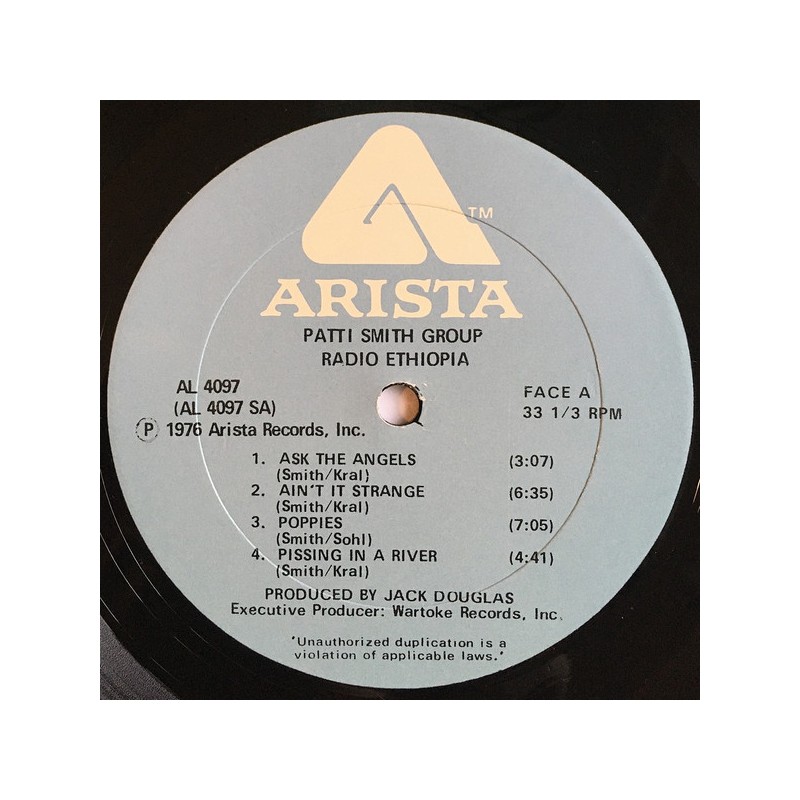 TM
ARISTA
PATTI SMITH GROUP
RADIO ETHIOPIA
AL 4097
(AL 4097 SA)
Ⓟ 1976 Arista Records, Inc.
FACE A
33 1/3 RPM
1. ASK THE ANGELS (3:07)
(Smith/Kral)
2. AIN'T IT STRANGE (6:35)
(Smith/Kral)
3. POPPIES (7:05)
(Smith/Sohl)
4. PISSING IN A RIVER (4:41)
(Smith/Kral)
PRODUCED BY JACK DOUGLAS
Executive Producer: Wartoke Records, Inc.
'Unauthorized duplication is a
violation of applicable laws.'